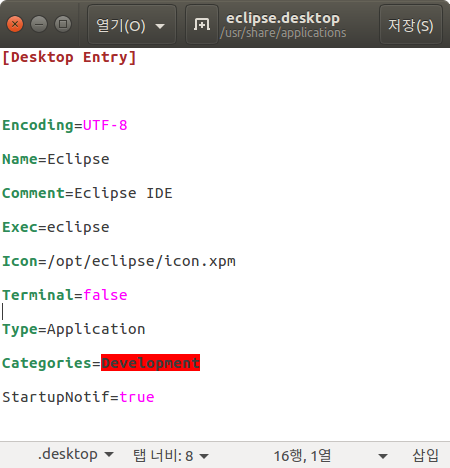 열기(O)
eclipse.desktop
/usr/share/applications
저장(S)
[Desktop Entry]
Encoding=UTF-8
Name=Eclipse
Comment=Eclipse IDE
Exec=eclipse
Icon=/opt/eclipse/icon.xpm
Terminal=false
Type=Application
Categories=Development
StartupNotif=true
.desktop 탭 너비: 8 16행, 1열 삽입